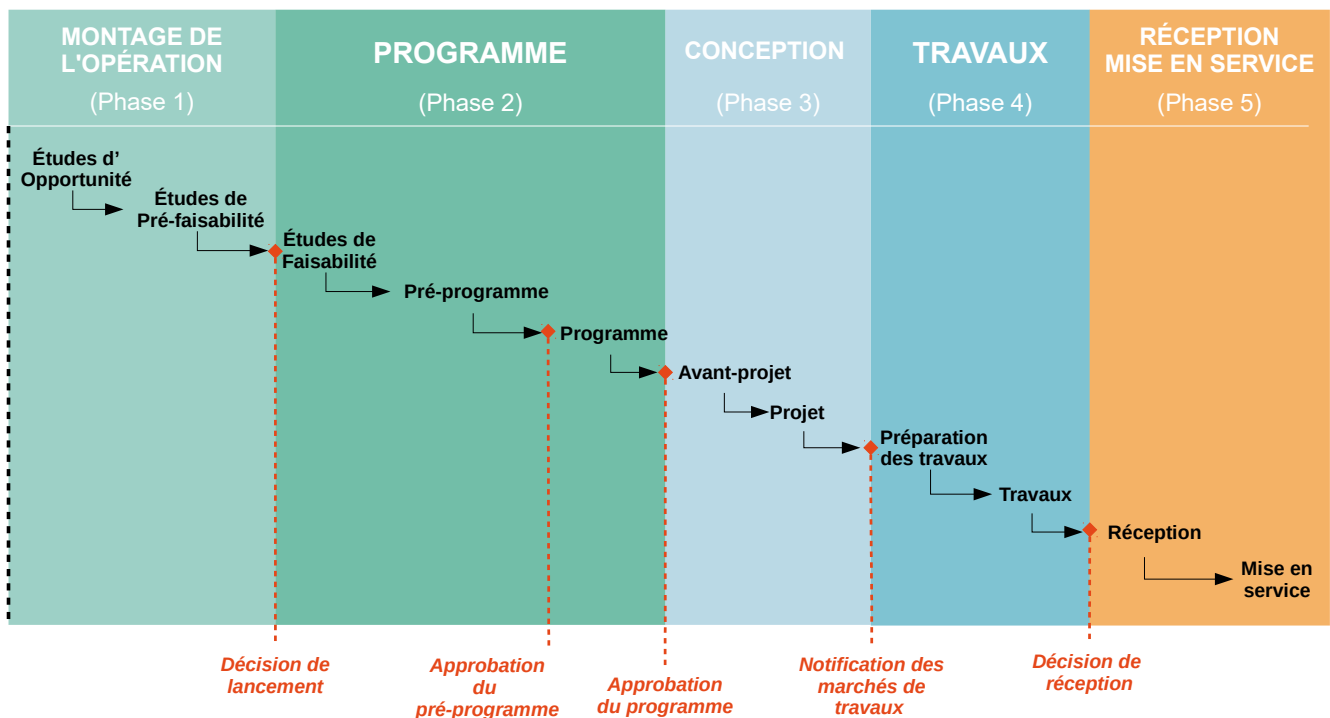 MONTAGE DE
L'OPÉRATION
(Phase 1)
PROGRAMME
(Phase 2)
CONCEPTION
(Phase 3)
TRAVAUX
(Phase 4)
RÉCEPTION
MISE EN SERVICE
(Phase 5)
Études d’
Opportunité
Études de
Pré-faisabilité
Études de
Faisabilité
Pré-programme
Programme
Avant-projet
Projet
Préparation
des travaux
Travaux
Réception
Mise en
service
Décision de
lancement
Approbation
du
pré-programme
Approbation
du programme
Notification des
marchés de
travaux
Décision de
réception